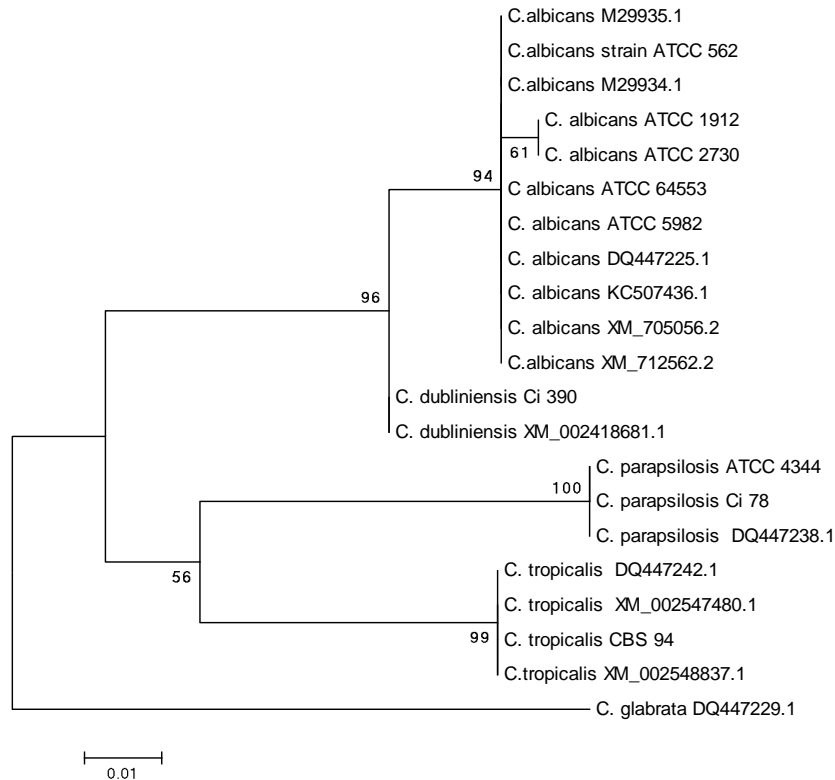 C.albicans M29935.1
C.albicans strain ATCC 562
C.albicans M29934.1
C. albicans ATCC 1912
61
C. albicans ATCC 2730
94
C albicans ATCC 64553
C. albicans ATCC 5982
C. albicans DQ447225.1
C. albicans KC507436.1
96
C. albicans XM_705056.2
C.albicans XM_712562.2
C. dubliniensis Ci 390
C. dubliniensis XM_002418681.1
C. parapsilosis ATCC 4344
100
C. parapsilosis Ci 78
C. parapsilosis DQ447238.1
C. tropicalis DQ447242.1
56
C. tropicalis XM_002547480.1
99
C. tropicalis CBS 94
C.tropicalis XM_002548837.1
C. glabrata DQ447229.1
0.01